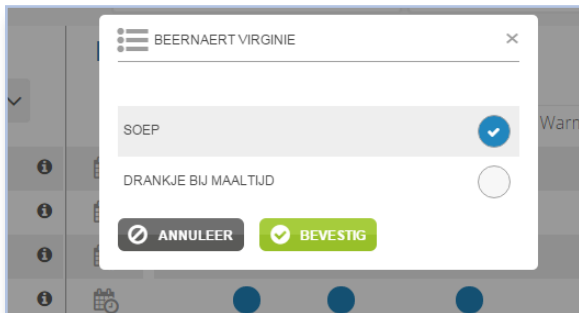 BEERNAERT VIRGINIE
SOEP
Warm
DRANKJE BIJ MAALTIJD
ANNULEER
BEVESTIG